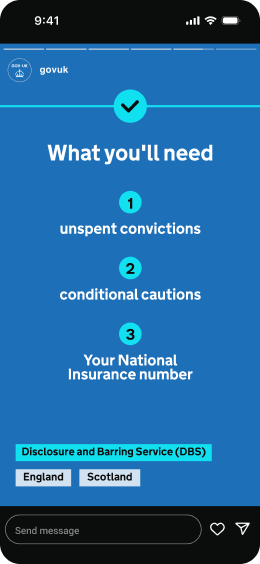 9:41
GOV UK
govuk
What you'll need
1
unspent convictions
2
conditional cautions
3
Your National
Insurance number
Disclosure and Barring Service (DBS)
England Scotland
Send message